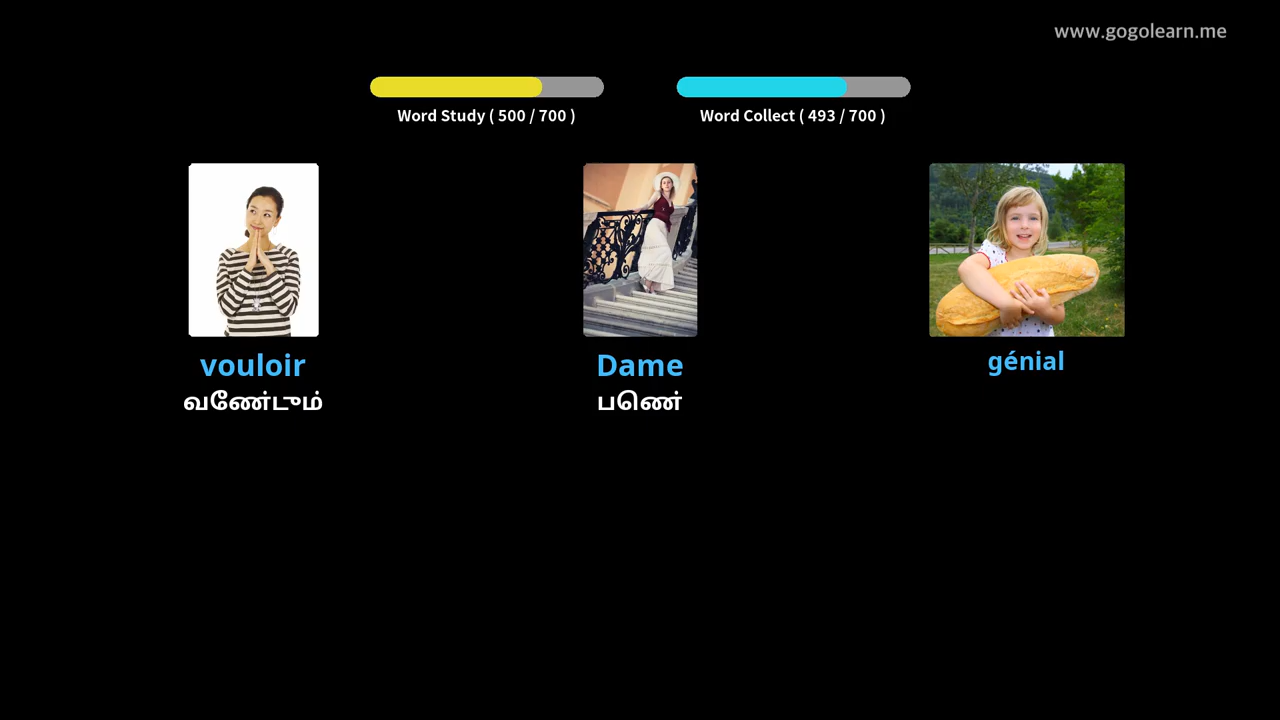 www.gogolearn.me
Word Study ( 500 / 700 )
Word Collect ( 493 / 700 )
vouloir
வேண்டும்
Dame
பெண்
génial